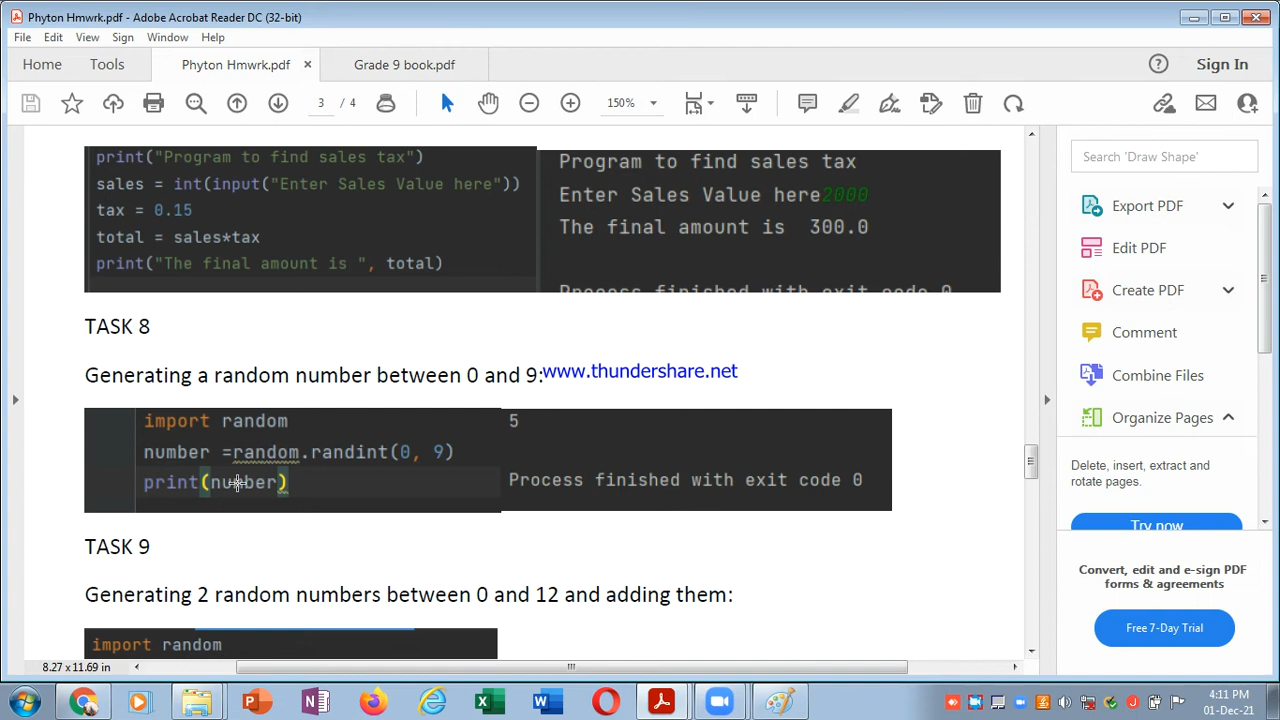 Phyton Hmwrk.pdf - Adobe Acrobat Reader DC (32-bit)
File Edit View Sign Window Help
Home Tools Phyton Hmwrk.pdf × Grade 9 book.pdf Sign In
3 / 4 150%
print("Program to find sales tax")
sales = int(input("Enter Sales Value here"))
tax = 0.15
total = sales*tax
print("The final amount is ", total)
Program to find sales tax
Enter Sales Value here2000
The final amount is 300.0
Process finished with exit code 0
TASK 8
Generating a random number between 0 and 9:
www.thundershare.net
import random
number =random.randint(0, 9)
print(number)
5
Process finished with exit code 0
TASK 9
Generating 2 random numbers between 0 and 12 and adding them:
import random
8.27 x 11.69 in
Search 'Draw Shape'
Export PDF
Edit PDF
Create PDF
Comment
Combine Files
Organize Pages
Delete, insert, extract and
rotate pages.
Try now
Convert, edit and e-sign PDF
forms & agreements
Free 7-Day Trial
4:11 PM
01-Dec-21